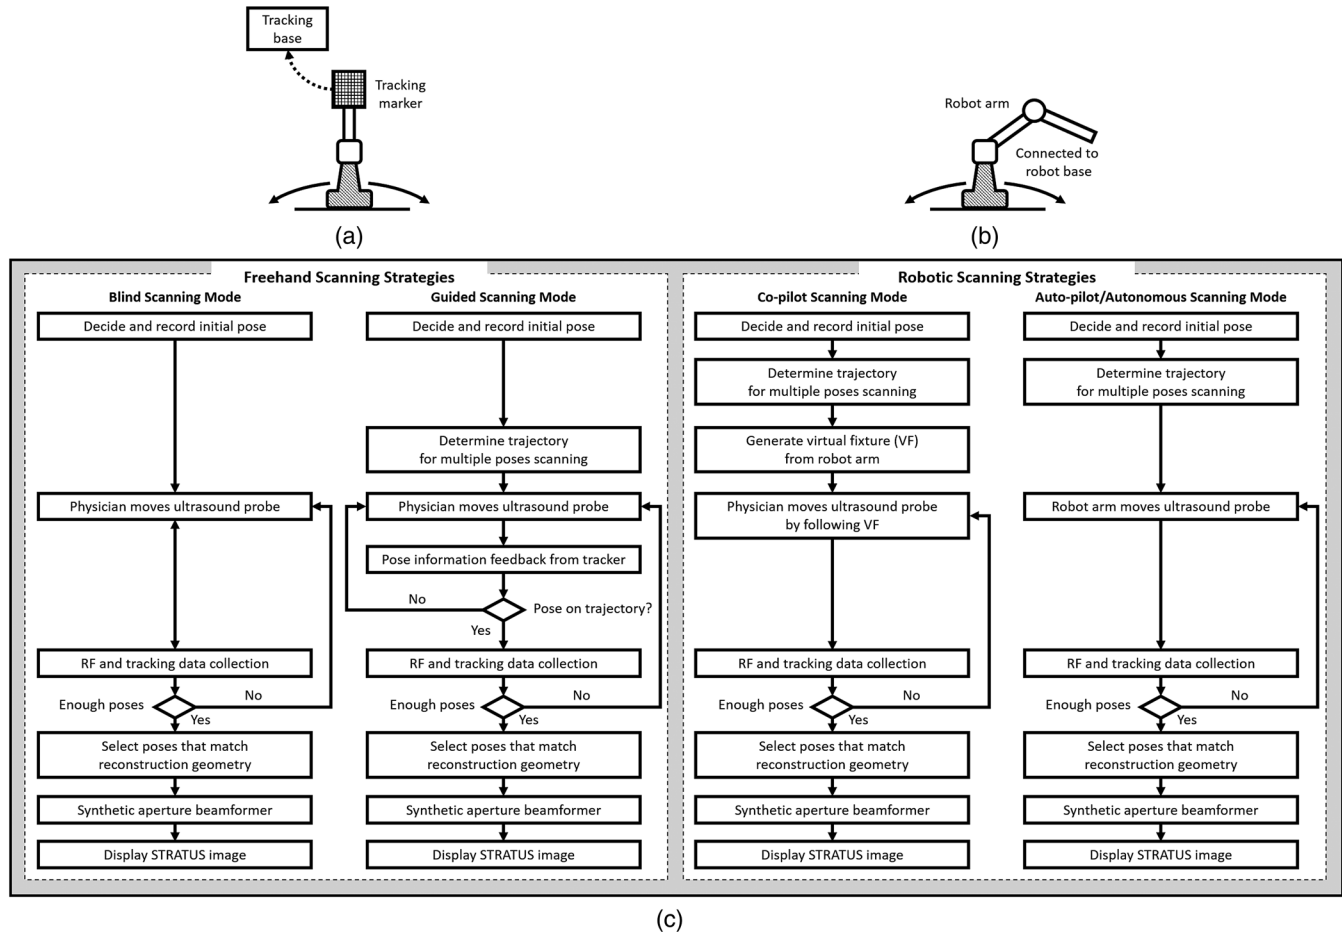 Tracking
base
Tracking
marker
(a)
Robot arm
Connected to
robot base
(b)
Freehand Scanning Strategies
Blind Scanning Mode
Decide and record initial pose
Physician moves ultrasound probe
RF and tracking data collection
Enough poses
No
Yes
Select poses that match
reconstruction geometry
Synthetic aperture beamformer
Display STRATUS image
Guided Scanning Mode
Decide and record initial pose
Determine trajectory
for multiple poses scanning
Physician moves ultrasound probe
Pose information feedback from tracker
No
Pose on trajectory?
Yes
RF and tracking data collection
Enough poses
No
Yes
Select poses that match
reconstruction geometry
Synthetic aperture beamformer
Display STRATUS image
Robotic Scanning Strategies
Co-pilot Scanning Mode
Decide and record initial pose
Determine trajectory
for multiple poses scanning
Generate virtual fixture (VF)
from robot arm
Physician moves ultrasound probe
by following VF
RF and tracking data collection
Enough poses
No
Yes
Select poses that match
reconstruction geometry
Synthetic aperture beamformer
Display STRATUS image
Auto-pilot/Autonomous Scanning Mode
Decide and record initial pose
Determine trajectory
for multiple poses scanning
Robot arm moves ultrasound probe
RF and tracking data collection
Enough poses
No
Yes
Select poses that match
reconstruction geometry
Synthetic aperture beamformer
Display STRATUS image
(c)